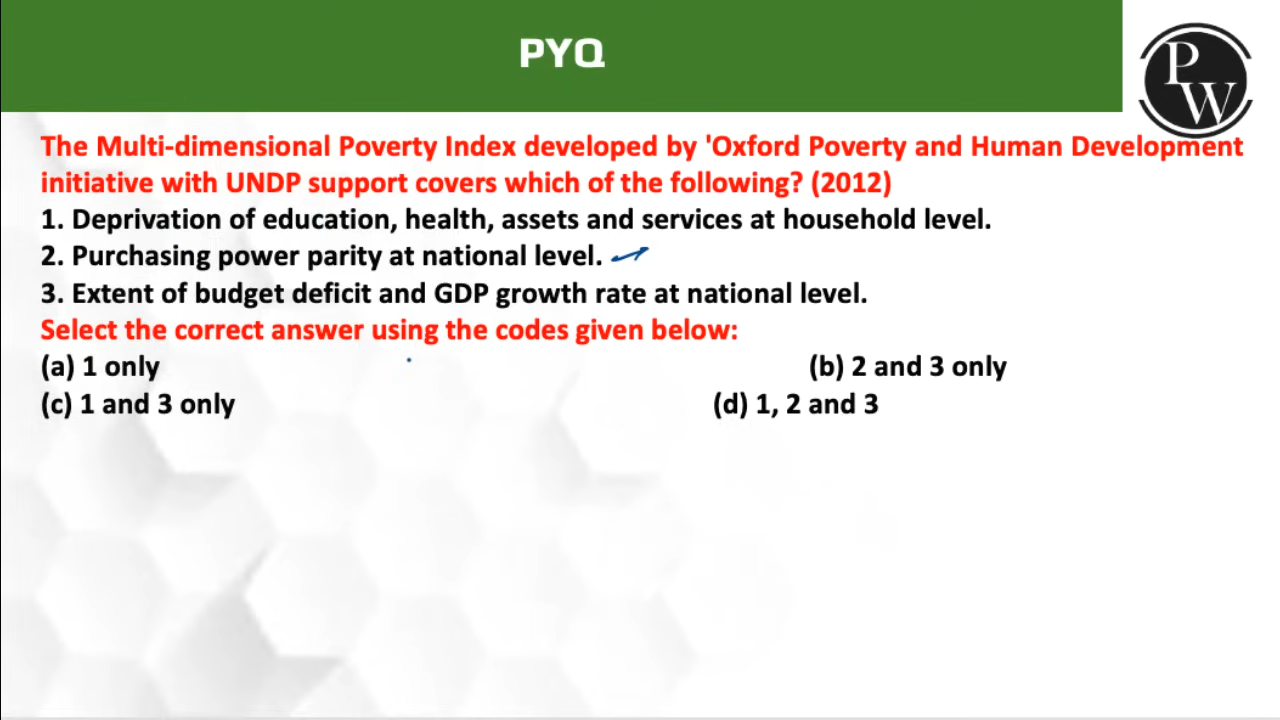 PYQ
P
W
The Multi-dimensional Poverty Index developed by 'Oxford Poverty and Human Development
initiative with UNDP support covers which of the following? (2012)
1. Deprivation of education, health, assets and services at household level.
2. Purchasing power parity at national level.
3. Extent of budget deficit and GDP growth rate at national level.
Select the correct answer using the codes given below:
(a) 1 only (b) 2 and 3 only
(c) 1 and 3 only (d) 1, 2 and 3